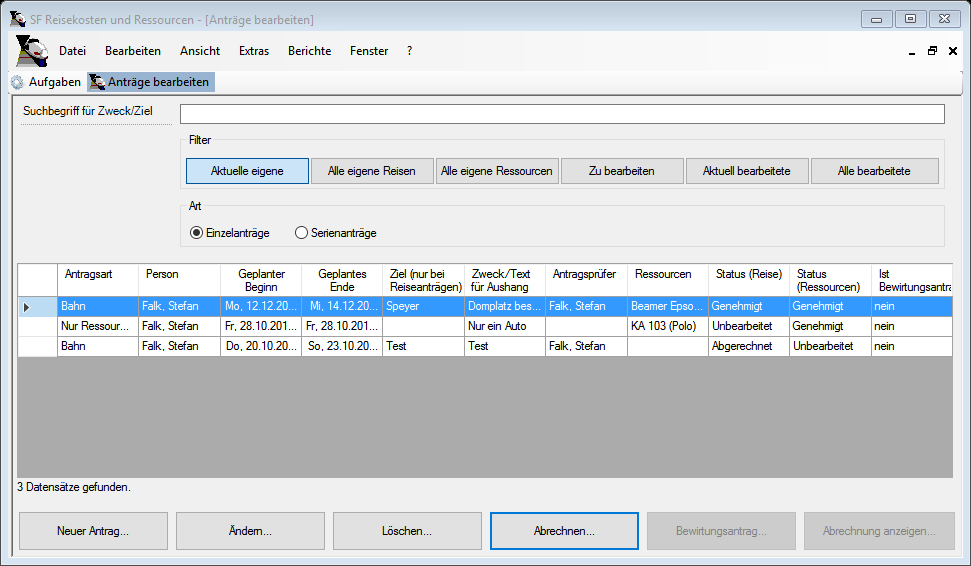 SF Reisekosten und Ressourcen - [Anträge bearbeiten]
Datei Bearbeiten Ansicht Extras Berichte Fenster ?
Aufgaben Anträge bearbeiten
Suchbegriff für Zweck/Ziel
Filter
Aktuelle eigene Alle eigene Reisen Alle eigene Ressourcen Zu bearbeiten Aktuell bearbeitete Alle bearbeitete
Art
Einzelanträge Serienanträge
Antragsart Person Geplanter Geplantes Ziel (nur bei Zweck/Text Antragsprüfer Ressourcen Status (Reise) Status Ist
Beginn Ende Reiseanträgen) für Aushang (Ressourcen) Bewirtungsantra
Bahn Falk, Stefan Mo, 12.12.20... Mi, 14.12.20... Speyer Domplatz bes... Falk, Stefan Beamer Epso... Genehmigt Genehmigt nein
Nur Ressour... Falk, Stefan Fr, 28.10.201... Fr, 28.10.201... Nur ein Auto KA 103 (Polo) Unbearbeitet Genehmigt nein
Bahn Falk, Stefan Do, 20.10.20... So, 23.10.20... Test Test Falk, Stefan Abgerechnet Unbearbeitet nein
3 Datensätze gefunden.
Neuer Antrag... Ändern... Löschen... Abrechnen... Bewirtungsantrag... Abrechnung anzeigen...